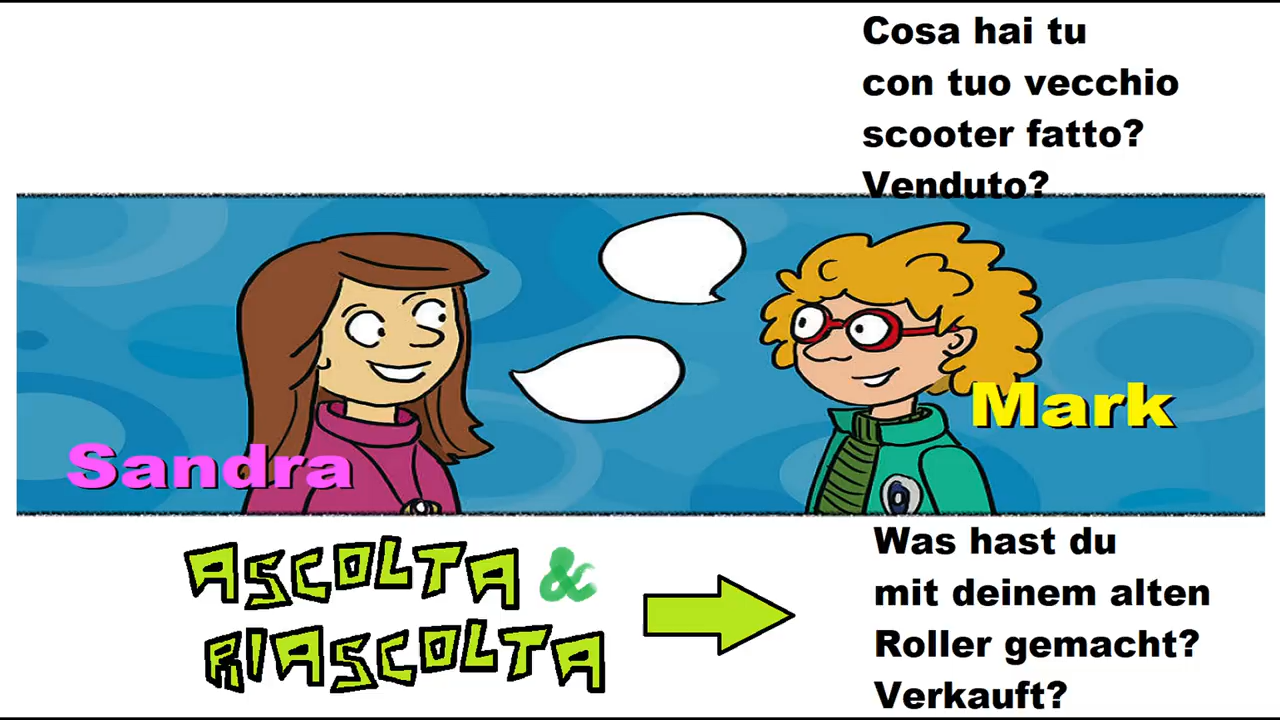 Cosa hai tu
con tuo vecchio
scooter fatto?
Venduto?
Mark
Sandra
ASCOLTA &
RIASCOLTA
Was hast du
mit deinem alten
Roller gemacht?
Verkauft?